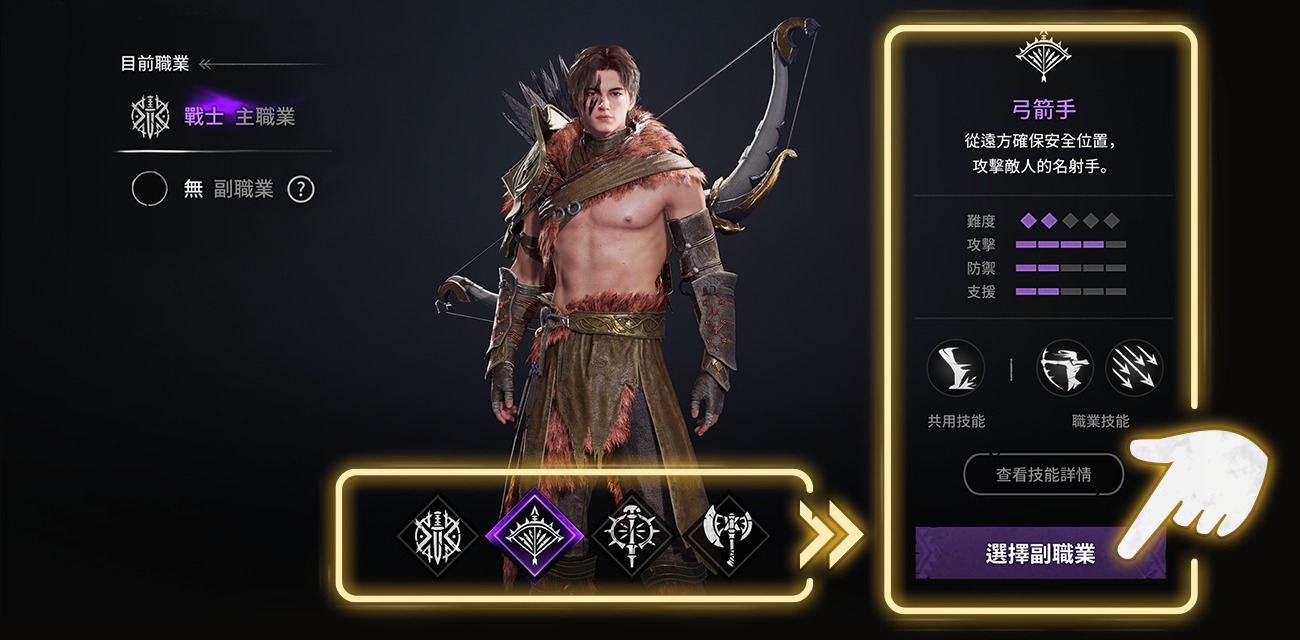 目前職業
戰士 主職業
無 副職業 ?
弓箭手
從遠方確保安全位置，
攻擊敵人的名射手。
難度
攻擊
防禦
支援
共用技能 職業技能
查看技能詳情
選擇副職業